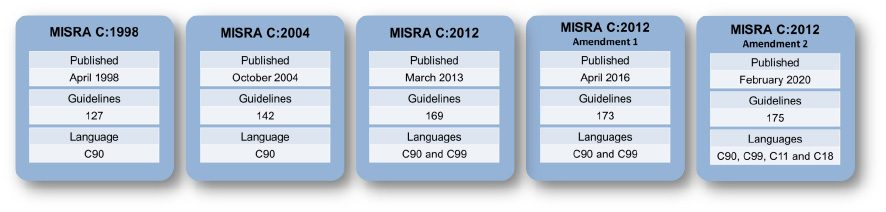 MISRA C:1998
Published
April 1998
Guidelines
127
Language
C90
MISRA C:2004
Published
October 2004
Guidelines
142
Language
C90
MISRA C:2012
Published
March 2013
Guidelines
169
Language
C90 and C99
MISRA C:2012
Amendment 1
Published
April 2016
Guidelines
173
Language
C90 and C99
MISRA C:2012
Amendment 2
Published
February 2020
Guidelines
175
Languages
C90, C99, C11 and C18